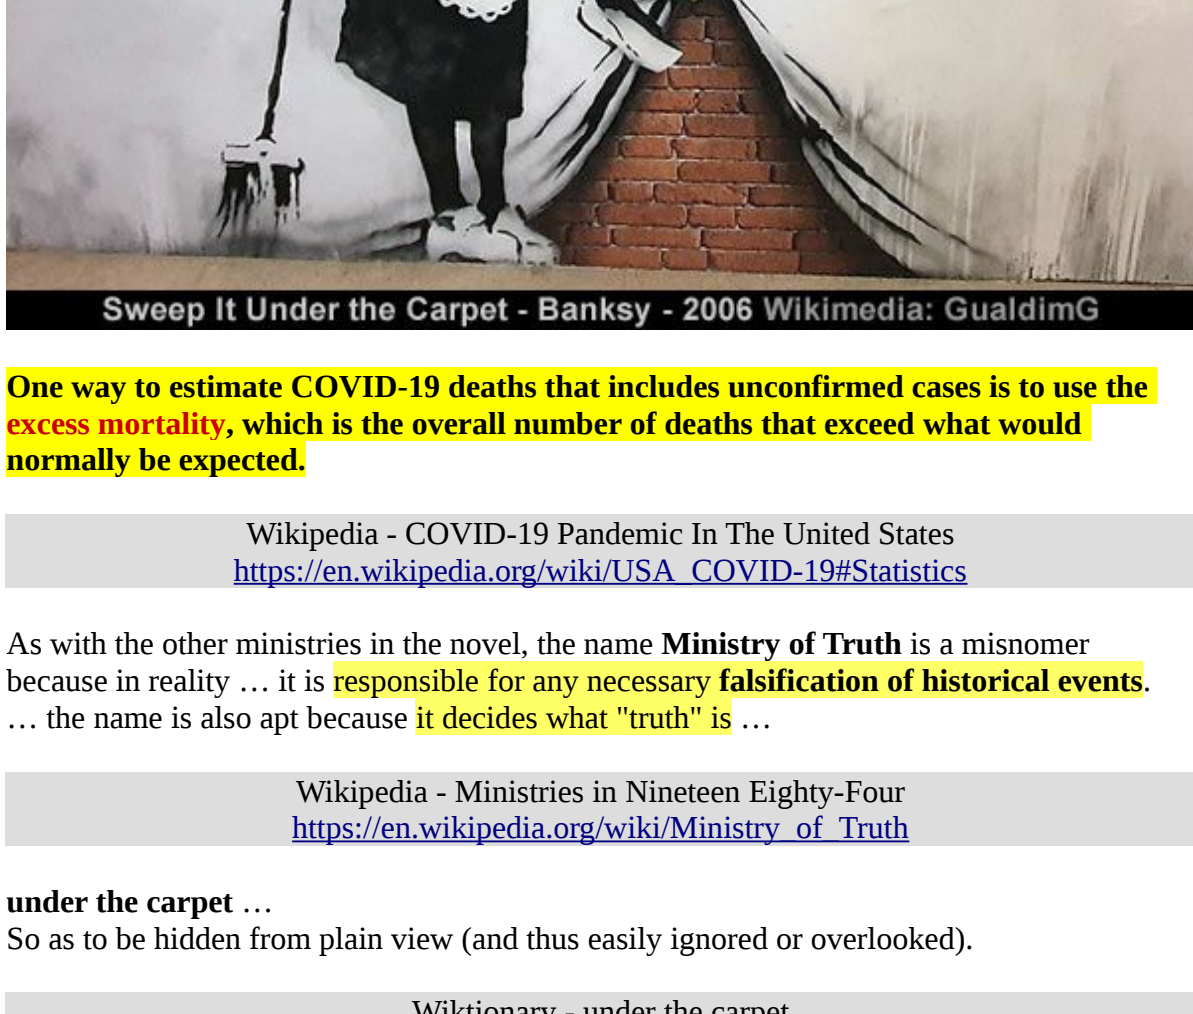 Sweep It Under the Carpet - Banksy - 2006 Wikimedia: GualdimG
One way to estimate COVID-19 deaths that includes unconfirmed cases is to use the
excess mortality, which is the overall number of deaths that exceed what would
normally be expected.
Wikipedia - COVID-19 Pandemic In The United States
https://en.wikipedia.org/wiki/USA_COVID-19#Statistics
As with the other ministries in the novel, the name Ministry of Truth is a misnomer
because in reality … it is responsible for any necessary falsification of historical events.
… the name is also apt because it decides what "truth" is …
Wikipedia - Ministries in Nineteen Eighty-Four
https://en.wikipedia.org/wiki/Ministry_of_Truth
under the carpet …
So as to be hidden from plain view (and thus easily ignored or overlooked).
Wiktionary - under the carpet